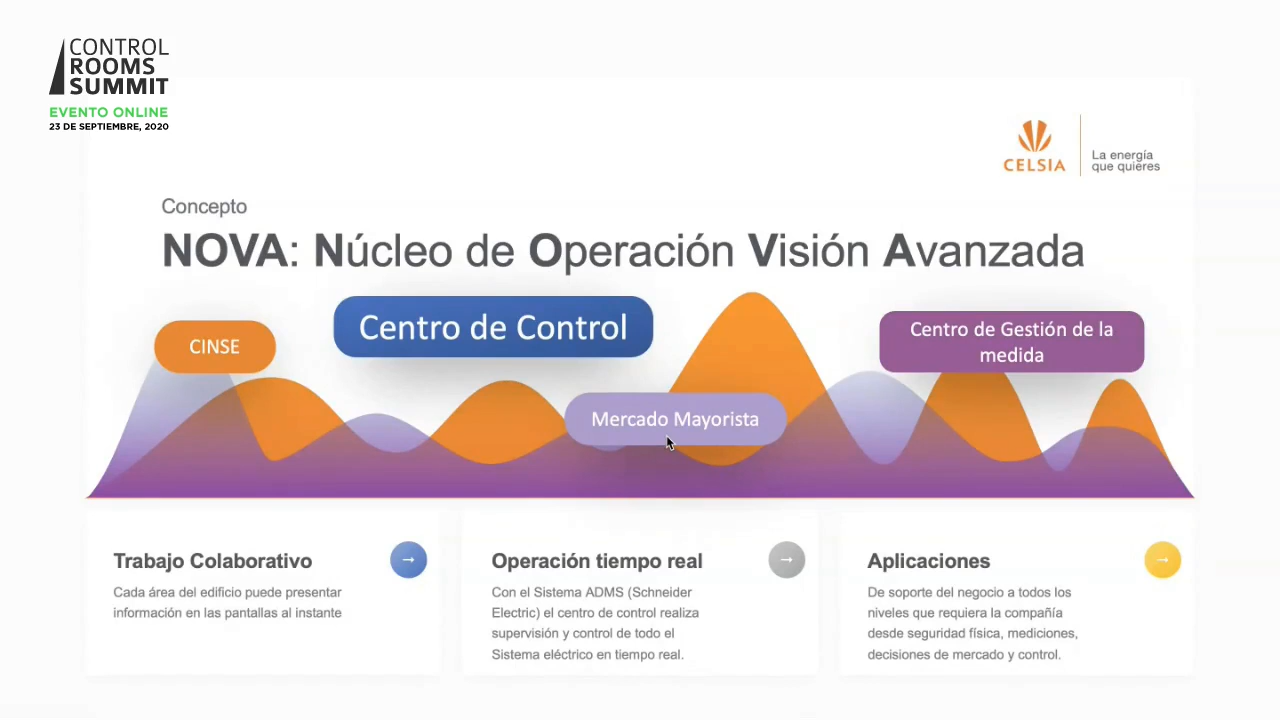 CONTROL
ROOMS
SUMMIT
EVENTO ONLINE
23 DE SEPTIEMBRE, 2020
CELSIA
La energía
que quieres
Concepto
NOVA: Núcleo de Operación Visión Avanzada
CINSE
Centro de Control
Centro de Gestión de la
medida
Mercado Mayorista
Trabajo Colaborativo
Cada área del edificio puede presentar
información en las pantallas al instante
Operación tiempo real
Con el Sistema ADMS (Schneider
Electric) el centro de control realiza
supervisión y control de todo el
Sistema eléctrico en tiempo real.
Aplicaciones
De soporte del negocio a todos los
niveles que requiera la compañía
desde seguridad física, mediciones,
decisiones de mercado y control.